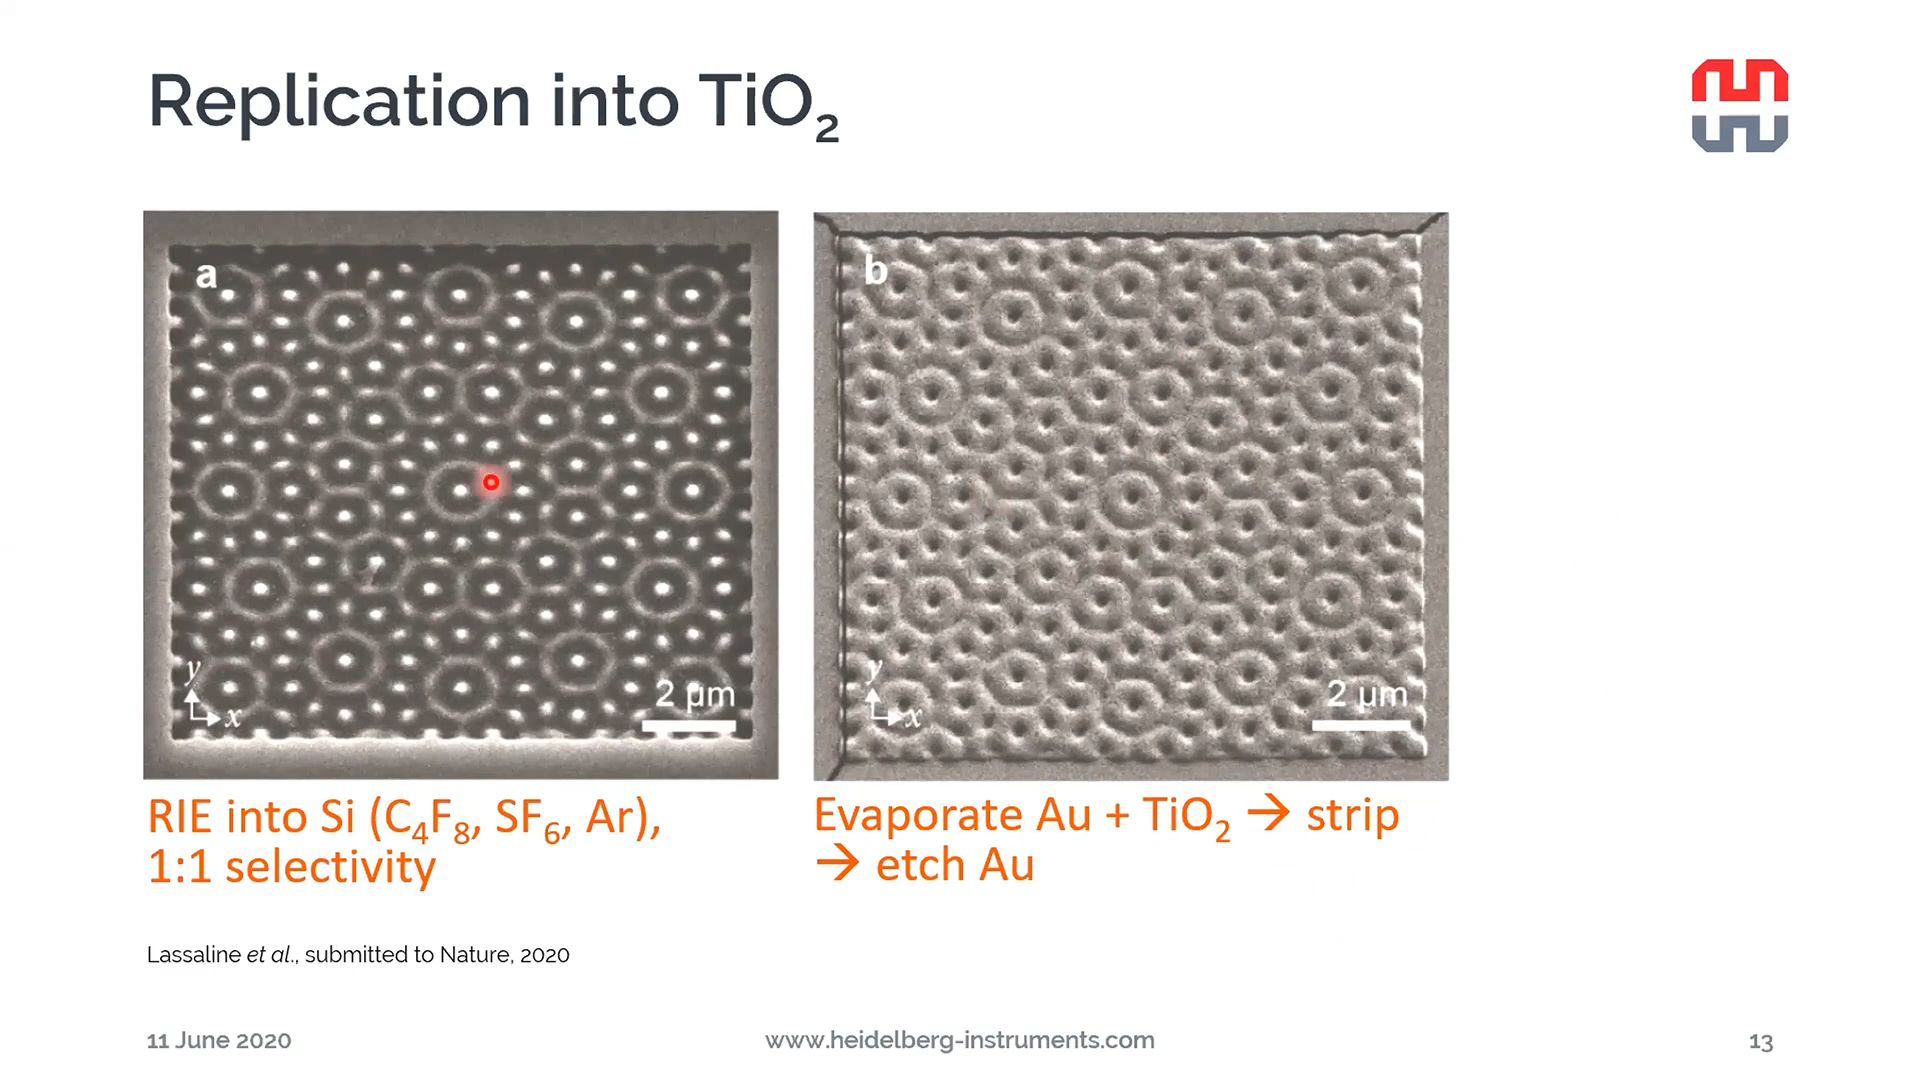 Replication into TiO₂
a
y
x
2 μm
b
y
x
2 μm
RIE into Si (C₄F₈, SF₆, Ar),
1:1 selectivity
Evaporate Au + TiO₂ → strip
→ etch Au
Lassaline et al., submitted to Nature, 2020
11 June 2020
www.heidelberg-instruments.com
13